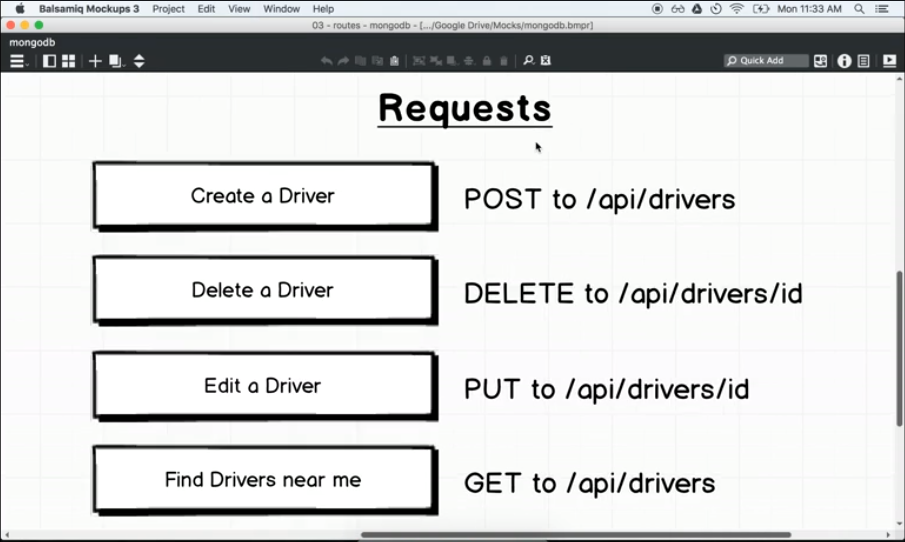 Balsamiq Mockups 3 Project Edit View Window Help Mon 11:33 AM
03 - routes - mongodb - [.../Google Drive/Mocks/mongodb.bmpr]
mongodb
Quick Add
Requests
Create a Driver POST to /api/drivers
Delete a Driver DELETE to /api/drivers/id
Edit a Driver PUT to /api/drivers/id
Find Drivers near me GET to /api/drivers